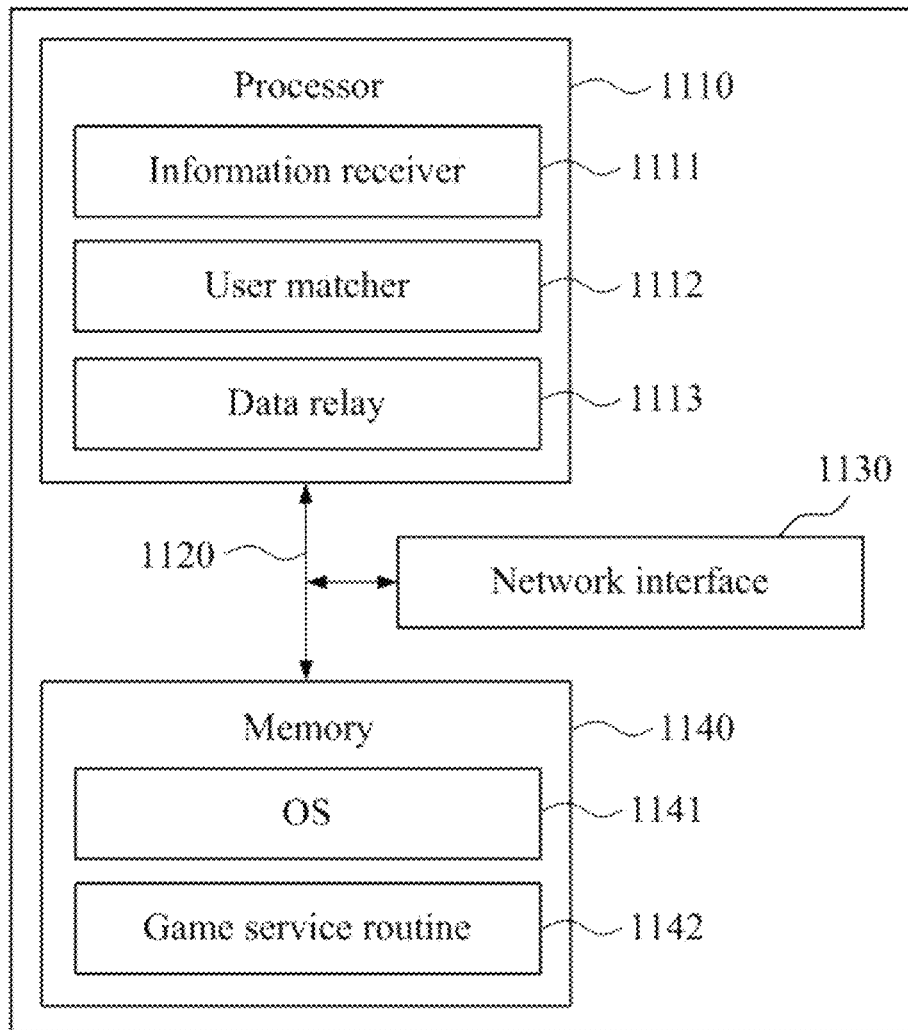 Processor
1110
Information receiver
1111
User matcher
1112
Data relay
1113
1130
1120
Network interface
Memory
1140
OS
1141
Game service routine
1142